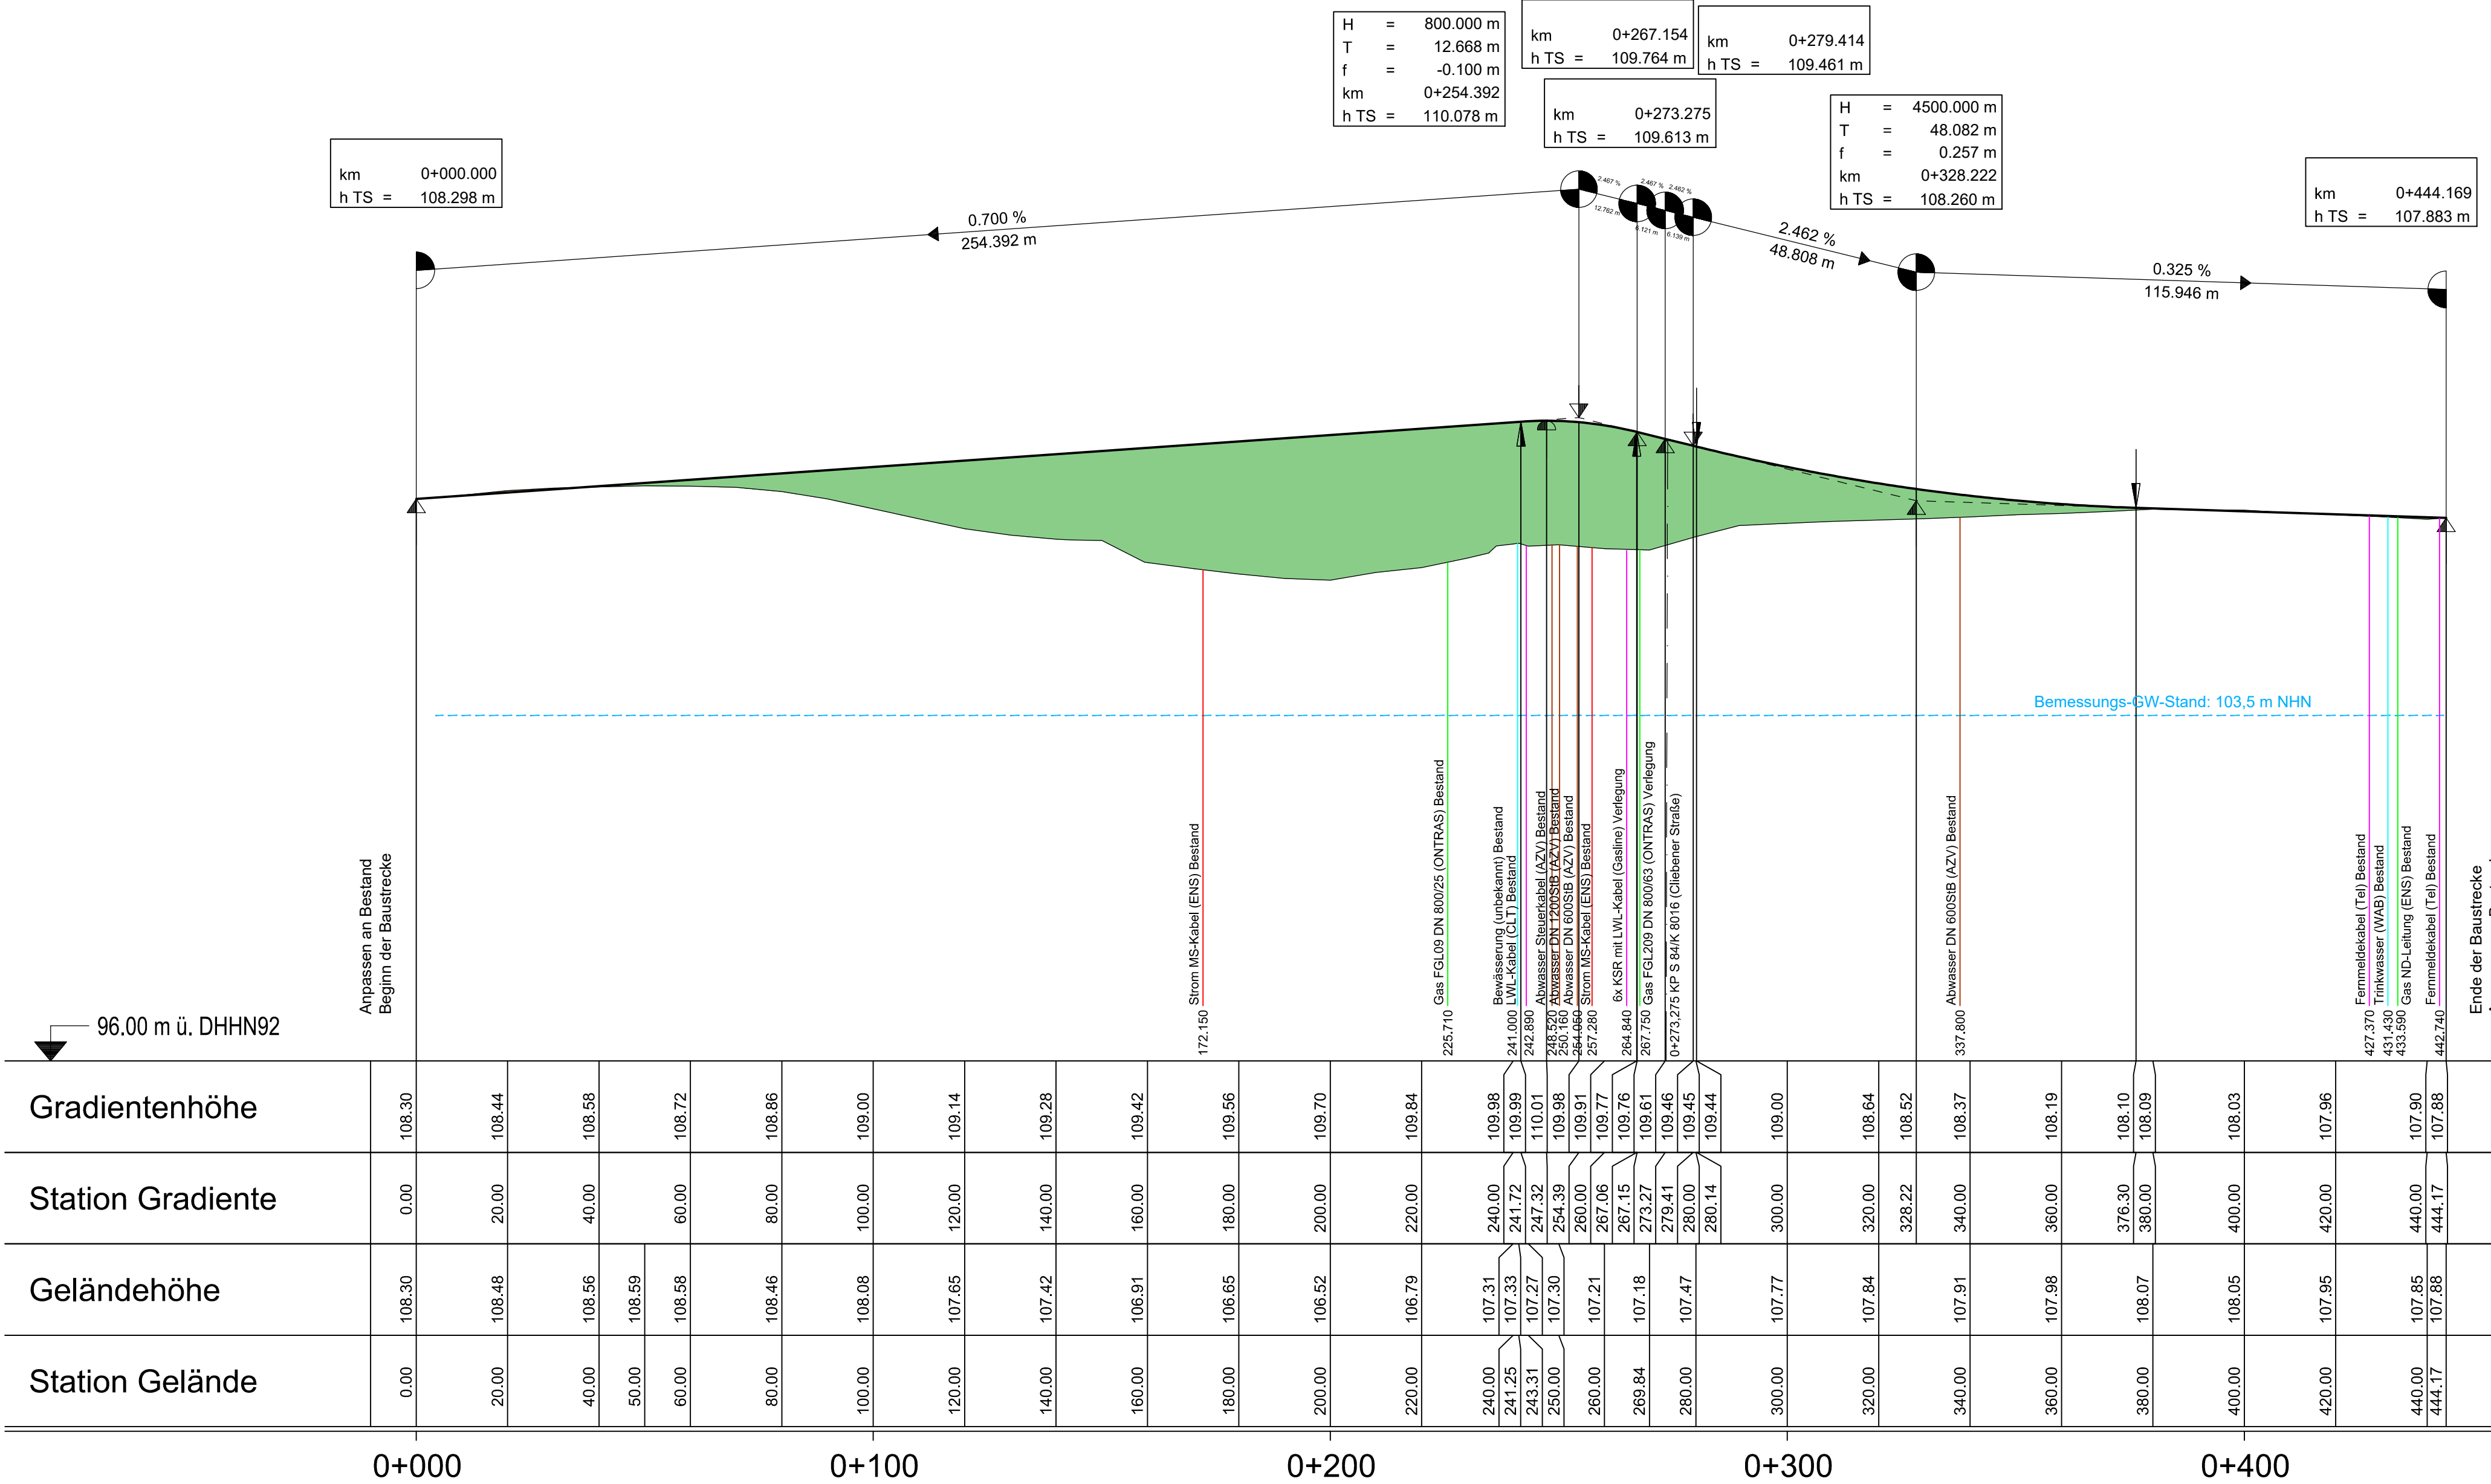 H = 800.000 m
T = 12.668 m
f = -0.100 m
km 0+254.392
h TS = 110.078 m
km 0+267.154
h TS = 109.764 m
km 0+279.414
h TS = 109.461 m
km 0+273.275
h TS = 109.613 m
H = 4500.000 m
T = 48.082 m
f = 0.257 m
km 0+328.222
h TS = 108.260 m
km 0+000.000
h TS = 108.298 m
km 0+444.169
h TS = 107.883 m
0.700 %
254.392 m
2.467 %
12.762 m
2.467 %
6.121 m
2.462 %
6.139 m
2.462 %
48.808 m
0.325 %
115.946 m
Bemessungs-GW-Stand: 103,5 m NHN
Anpassen an Bestand
Beginn der Baustrecke
Strom MS-Kabel (ENS) Bestand
172.150
Gas FGL09 DN 800/25 (ONTRAS) Bestand
225.710
Bewässerung (unbekannt) Bestand
241.000
LWL-Kabel (CLT) Bestand
242.890
Abwasser Steuerkabel (AZV) Bestand
248.520
Abwasser DN 1200StB (AZV) Bestand
250.160
Abwasser DN 600StB (AZV) Bestand
254.050
Strom MS-Kabel (ENS) Bestand
257.280
6x KSR mit LWL-Kabel (Gasline) Verlegung
264.840
Gas FGL209 DN 800/63 (ONTRAS) Verlegung
267.750
0+273,275 KP S 84/K 8016 (Cliebener Straße)
Abwasser DN 600StB (AZV) Bestand
337.800
Fernmeldekabel (Tel) Bestand
427.370
Trinkwasser (WAB) Bestand
431.430
Gas ND-Leitung (ENS) Bestand
433.590
Fernmeldekabel (Tel) Bestand
442.740
Ende der Baustrecke
96.00 m ü. DHHN92
Gradientenhöhe 108.30 108.44 108.58 108.72 108.86 109.00 109.14 109.28 109.42 109.56 109.70 109.84 109.98 109.99 110.01 109.98 109.91 109.77 109.76 109.61 109.46 109.45 109.44 109.00 108.64 108.52 108.37 108.19 108.10 108.09 108.03 107.96 107.90 107.88
Station Gradiente 0.00 20.00 40.00 60.00 80.00 100.00 120.00 140.00 160.00 180.00 200.00 220.00 240.00 241.72 247.32 254.39 260.00 267.06 267.15 273.27 279.41 280.00 280.14 300.00 320.00 328.22 340.00 360.00 376.30 380.00 400.00 420.00 440.00 444.17
Geländehöhe 108.30 108.48 108.56 108.59 108.58 108.46 108.08 107.65 107.42 106.91 106.65 106.52 106.79 107.31 107.33 107.27 107.30 107.21 107.18 107.47 107.77 107.84 107.91 107.98 108.07 108.05 107.95 107.85 107.88
Station Gelände 0.00 20.00 40.00 50.00 60.00 80.00 100.00 120.00 140.00 160.00 180.00 200.00 220.00 240.00 241.25 243.31 250.00 260.00 269.84 280.00 300.00 320.00 340.00 360.00 380.00 400.00 420.00 440.00 444.17
0+000 0+100 0+200 0+300 0+400